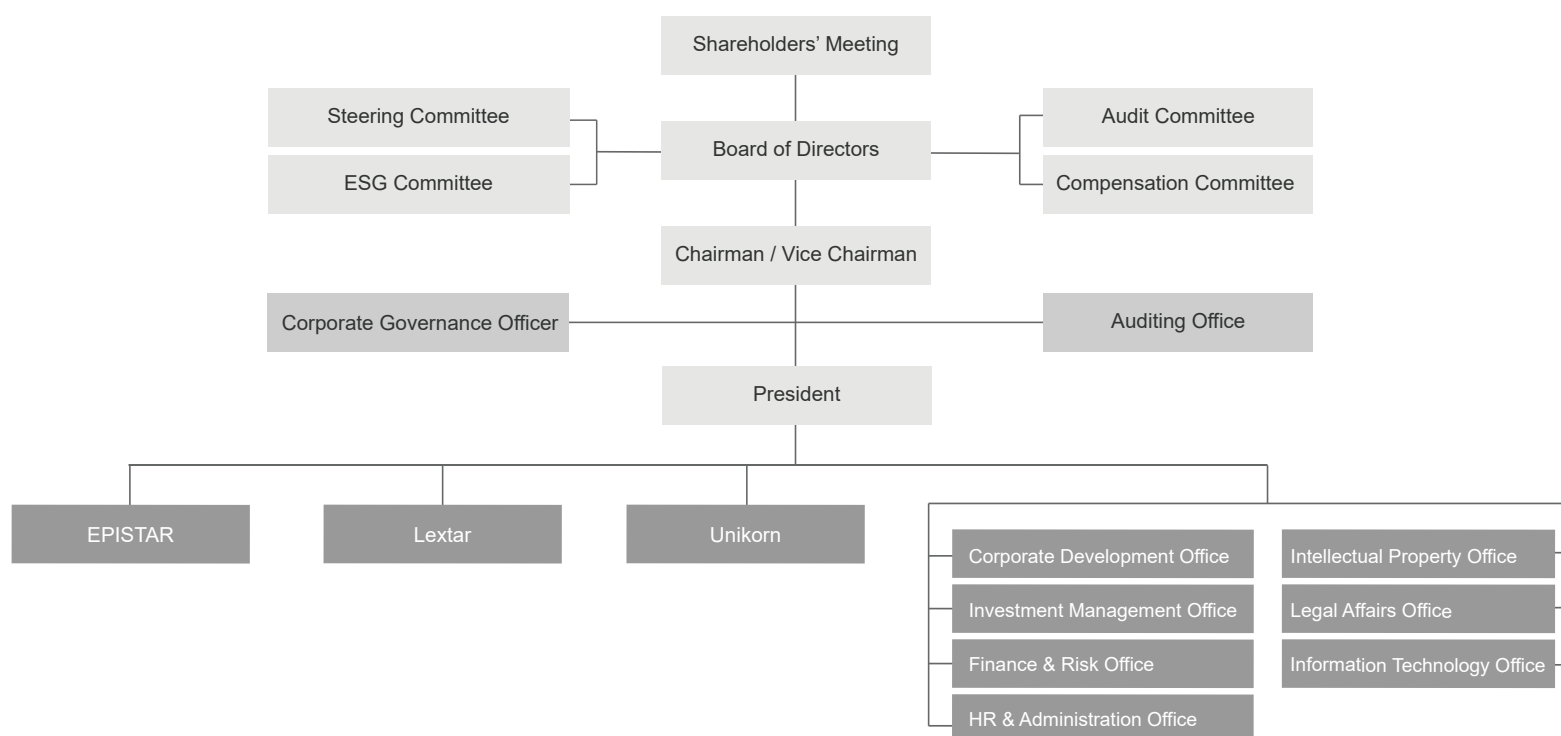 Shareholders’ Meeting
Steering Committee
Audit Committee
Board of Directors
ESG Committee
Compensation Committee
Chairman / Vice Chairman
Corporate Governance Officer
Auditing Office
President
EPISTAR
Lextar
Unikorn
Corporate Development Office
Intellectual Property Office
Investment Management Office
Legal Affairs Office
Finance & Risk Office
Information Technology Office
HR & Administration Office